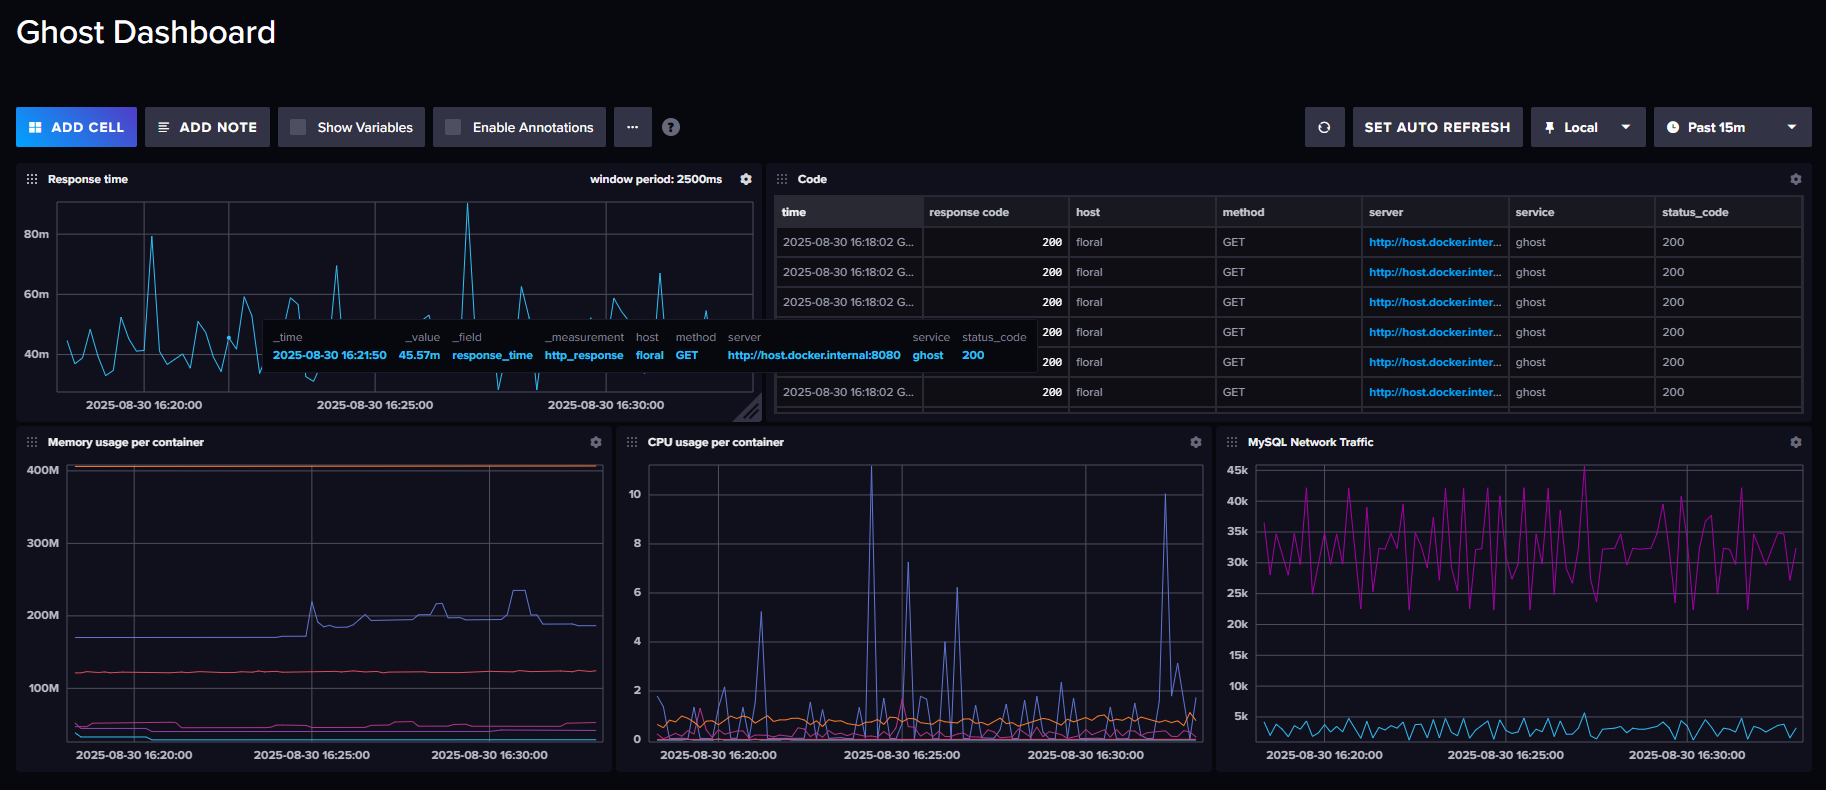 Ghost Dashboard
ADD CELL ADD NOTE Show Variables Enable Annotations ... ? SET AUTO REFRESH Local Past 15m
Response time window period: 2500ms
80m
60m
40m
2025-08-30 16:20:00 2025-08-30 16:25:00 2025-08-30 16:30:00
_time _value _field _measurement host method server service status_code
2025-08-30 16:21:50 45.57m response_time http_response floral GET http://host.docker.internal:8080 ghost 200
Code
time response code host method server service status_code
2025-08-30 16:18:02 G... 200 floral GET http://host.docker.inter... ghost 200
2025-08-30 16:18:02 G... 200 floral GET http://host.docker.inter... ghost 200
2025-08-30 16:18:02 G... 200 floral GET http://host.docker.inter... ghost 200
200 floral GET http://host.docker.inter... ghost 200
200 floral GET http://host.docker.inter... ghost 200
2025-08-30 16:18:02 G... 200 floral GET http://host.docker.inter... ghost 200
Memory usage per container
400M
300M
200M
100M
2025-08-30 16:20:00 2025-08-30 16:25:00 2025-08-30 16:30:00
CPU usage per container
10
8
6
4
2
0
2025-08-30 16:20:00 2025-08-30 16:25:00 2025-08-30 16:30:00
MySQL Network Traffic
45k
40k
35k
30k
25k
20k
15k
10k
5k
2025-08-30 16:20:00 2025-08-30 16:25:00 2025-08-30 16:30:00